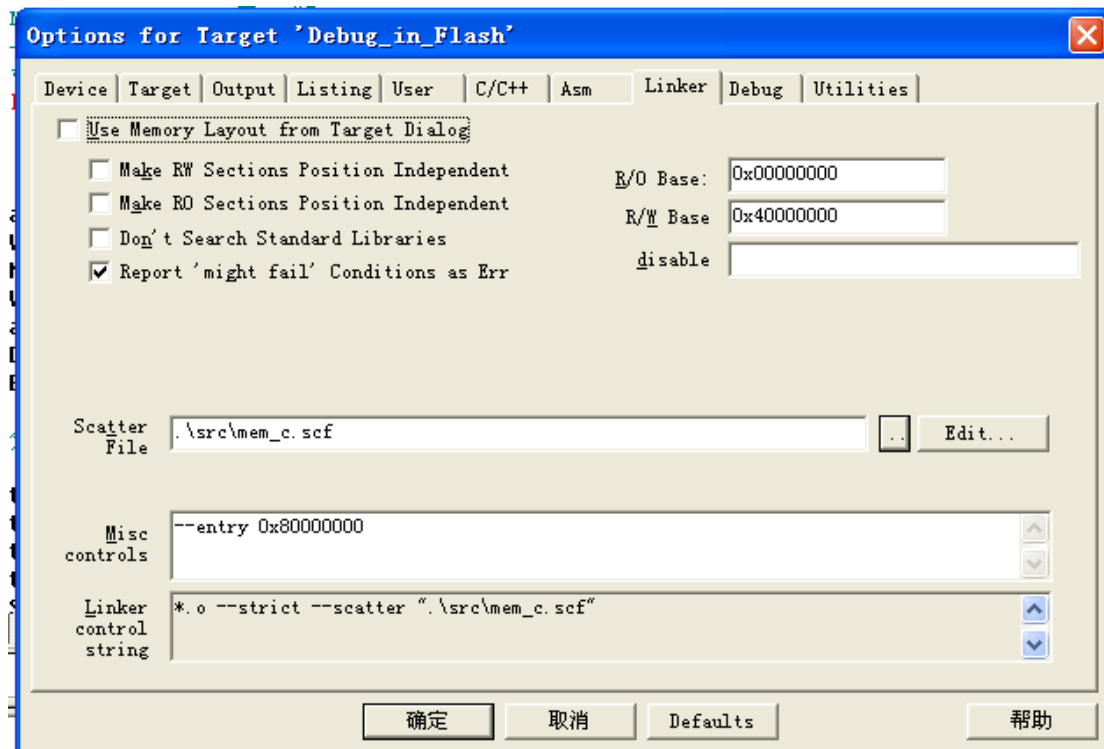 Options for Target 'Debug_in_Flash'
Device Target Output Listing User C/C++ Asm Linker Debug Utilities
Use Memory Layout from Target Dialog
Make RW Sections Position Independent
R/O Base: 0x00000000
Make RO Sections Position Independent
R/W Base 0x40000000
Don't Search Standard Libraries
disable
Report 'might fail' Conditions as Err
Scatter
File
.\src\mem_c.scf
..
Edit...
Misc
controls
--entry 0x80000000
Linker
control
string
*.o --strict --scatter ".\src\mem_c.scf"
确定 取消 Defaults 帮助